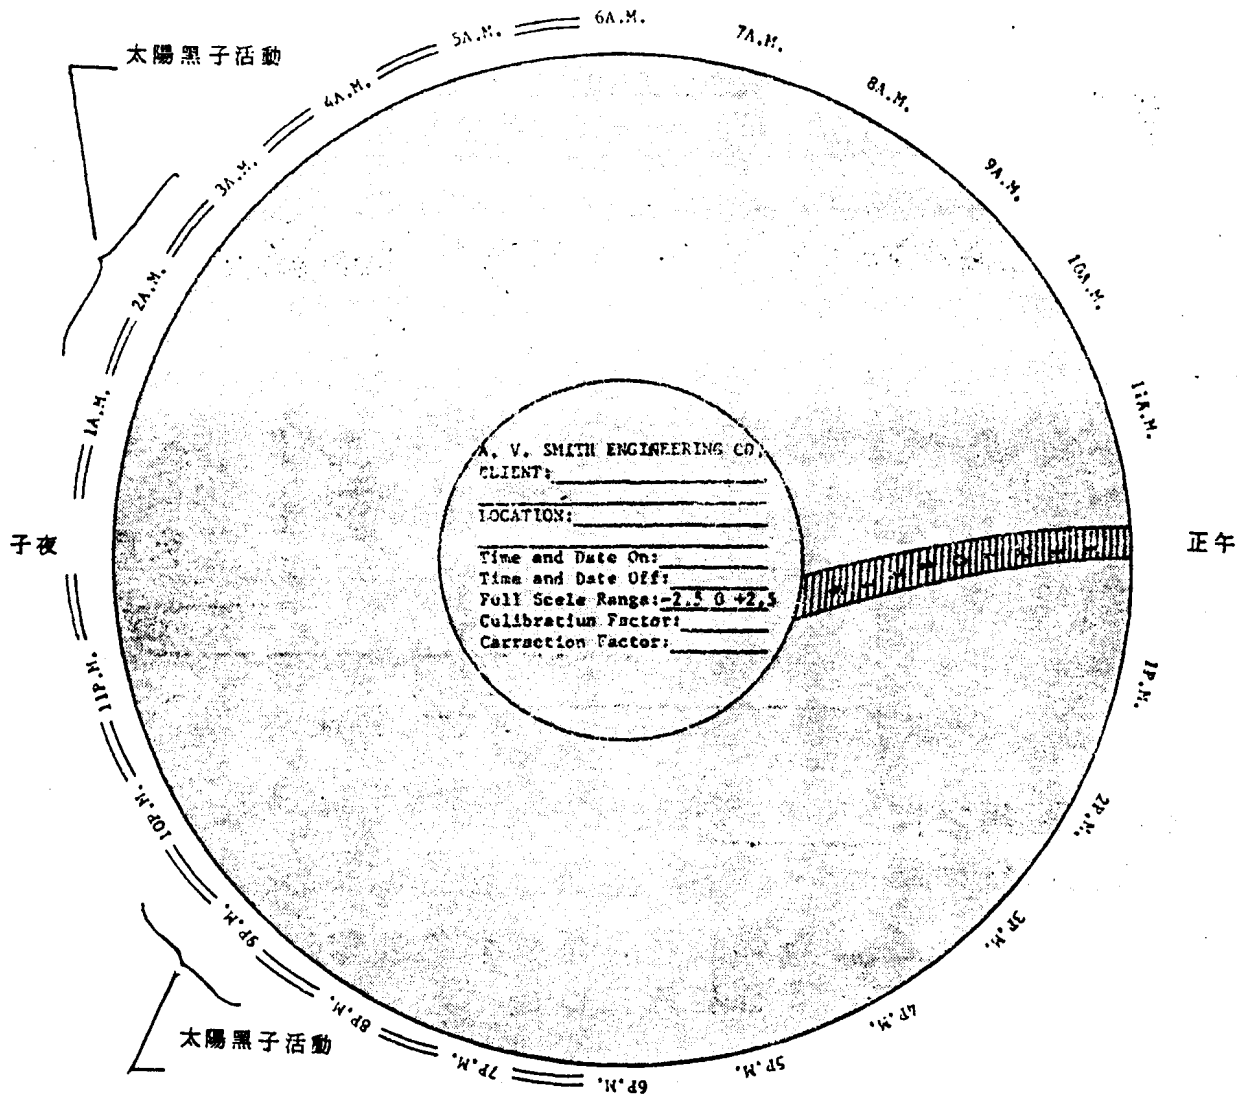 太陽黑子活動
6A.M.
7A.M.
8A.M.
9A.M.
10A.M.
11A.M.
正午
1P.M.
2P.M.
3P.M.
4P.M.
5P.M.
6P.M.
7P.M.
8P.M.
9P.M.
10P.M.
11P.M.
子夜
1A.M.
2A.M.
3A.M.
4A.M.
5A.M.
A. V. SMITH ENGINEERING CO.
CLIENT:
LOCATION:
Time and Date On:
Time and Date Off:
Full Scele Range:-2.5 0 +2.5
Culibratiun Factor:
Carraction Factor:
太陽黑子活動